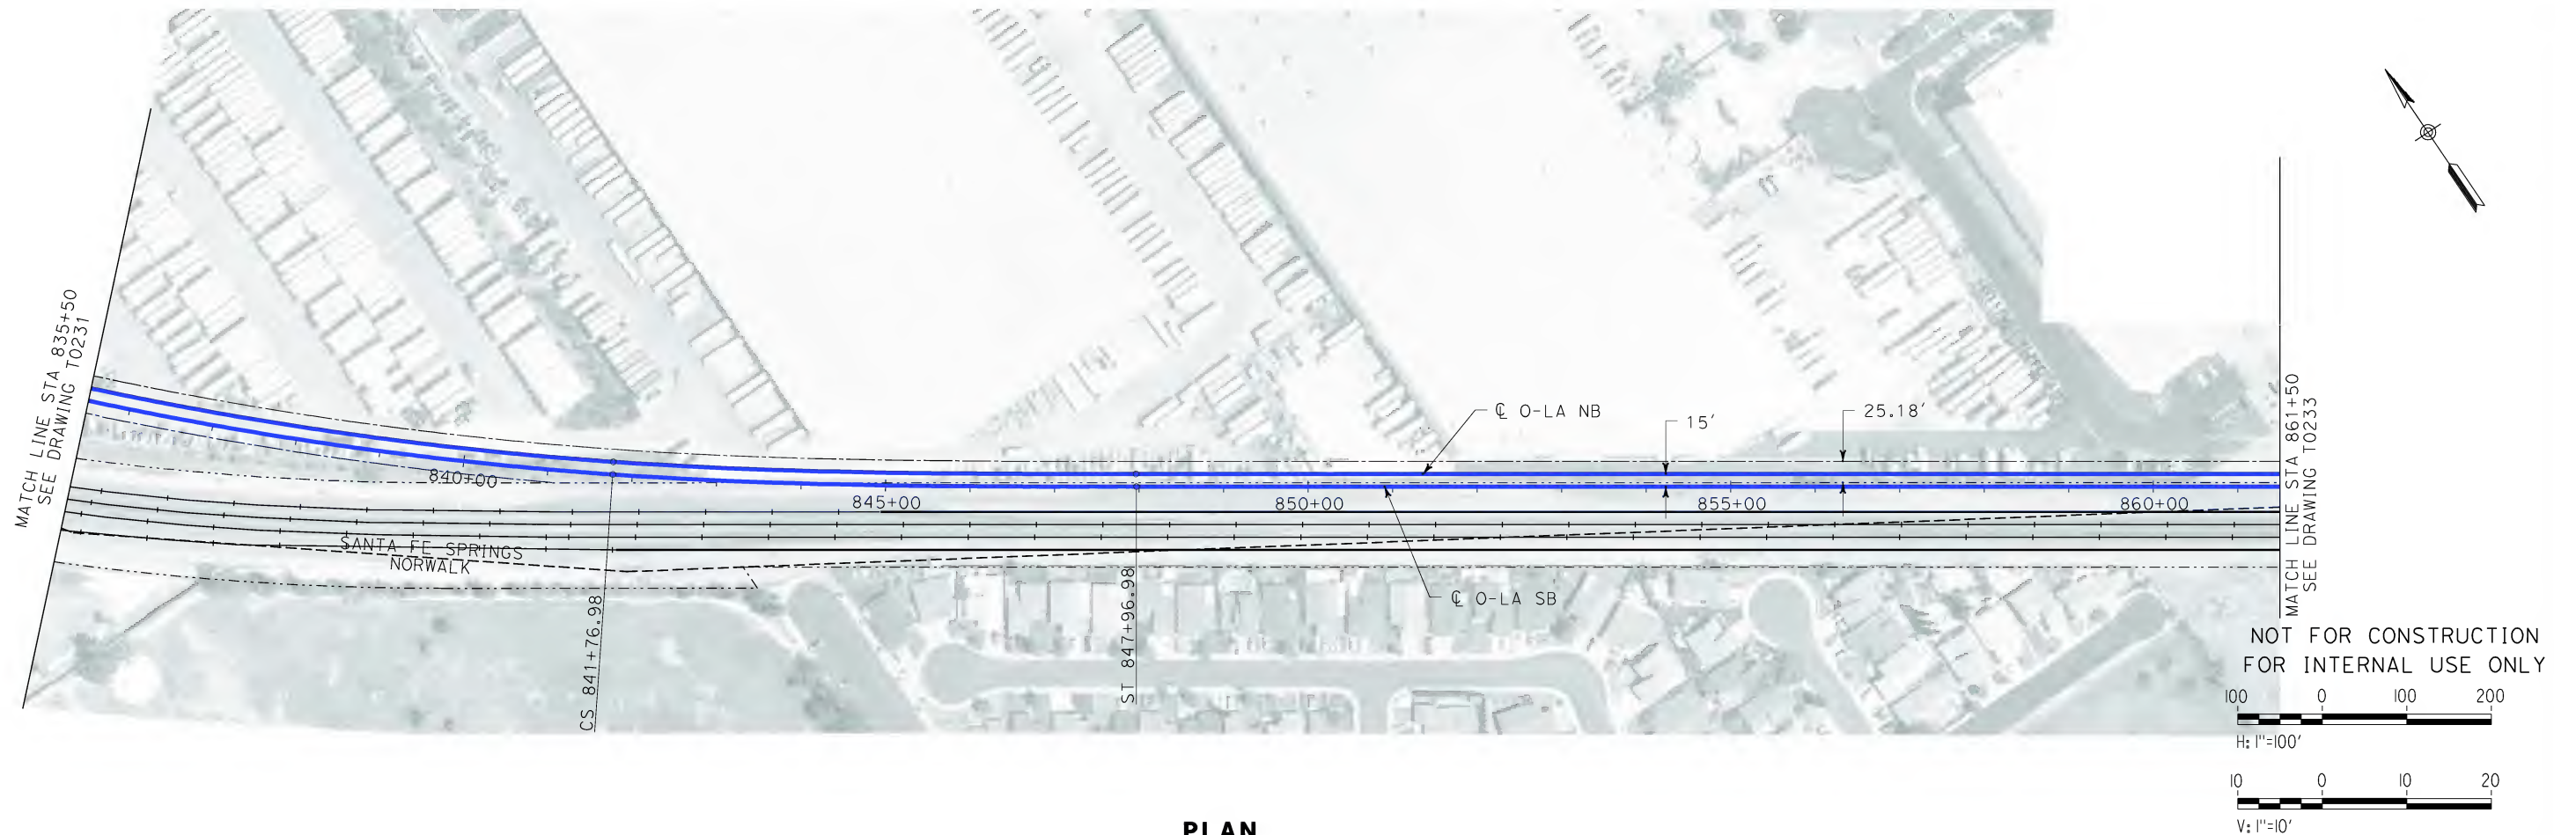 MATCH LINE STA 835+50
SEE DRAWING T0231
840+00
SANTA FE SPRINGS
NORWALK
CS 841+76.98
845+00
ST 847+96.98
850+00
℄ O-LA NB
℄ O-LA SB
15'
25.18'
855+00
860+00
MATCH LINE STA 861+50
SEE DRAWING T0233
NOT FOR CONSTRUCTION
FOR INTERNAL USE ONLY
100 0 100 200
H: 1"=100'
10 0 10 20
V: 1"=10'
PLAN